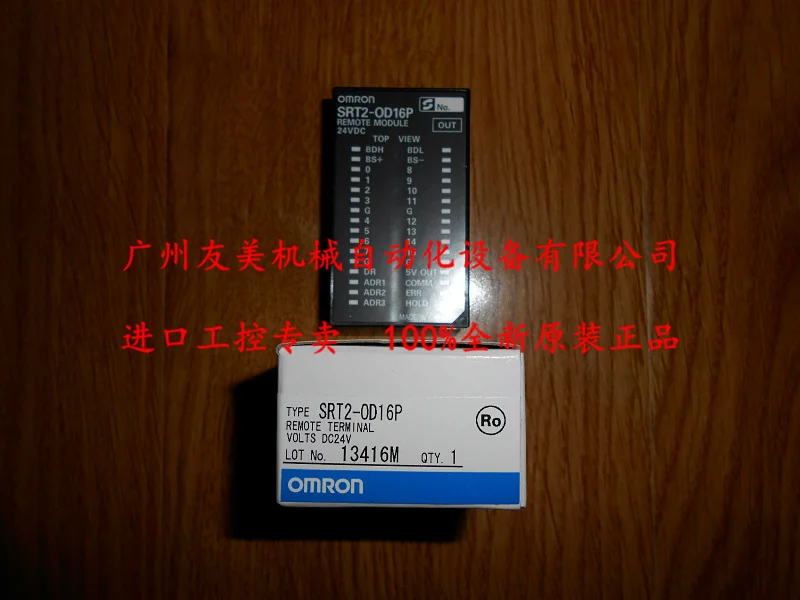 OMRON
SRT2-OD16P
REMOTE MODULE
24VDC
S No.
OUT
TOP VIEW
BDH BDL
BS+ BS-
0 8
1 9
2 10
3 11
G G
4 12
5 13
6 14
广州友美机械自动化设备有限公司
G
DR 5V OUT
ADR1 COMM
ADR2 ERR
ADR3 HOLD
MADE
进口工控专卖 100%全新原装正品
TYPE SRT2-OD16P
REMOTE TERMINAL
VOLTS DC24V
LOT No. 13416M QTY. 1
Ro
OMRON